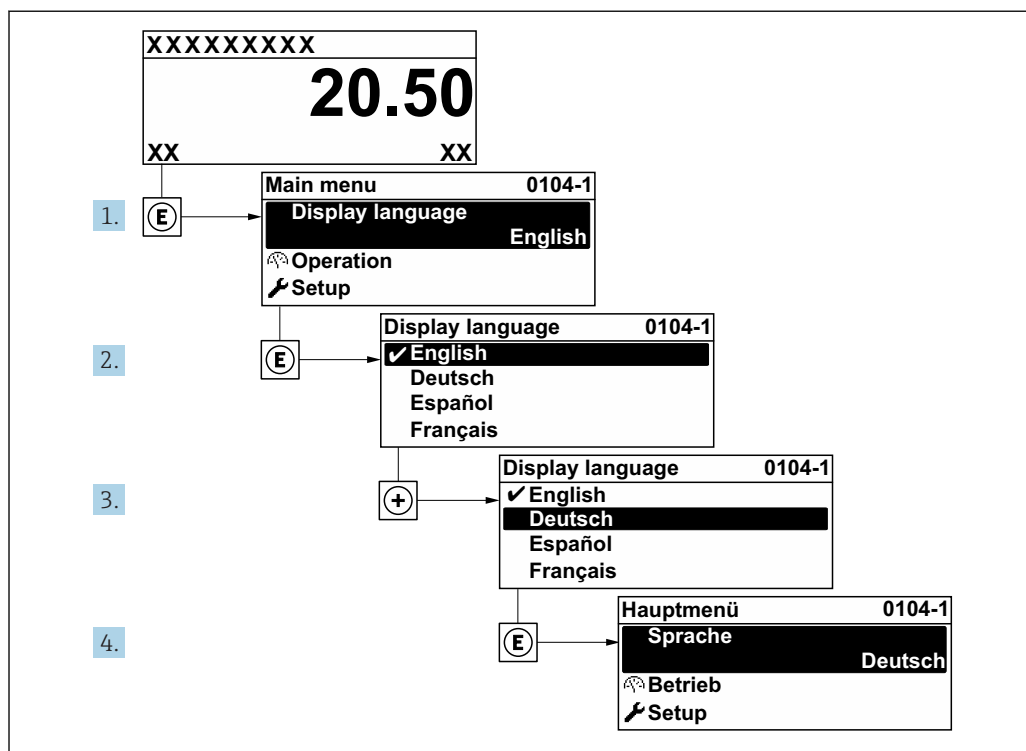 XXXXXXXXX
20.50
XX XX
Main menu 0104-1
1. E Display language
English
Operation
Setup
Display language 0104-1
2. E ✔ English
Deutsch
Español
Français
Display language 0104-1
3. + ✔ English
Deutsch
Español
Français
Hauptmenü 0104-1
4. E Sprache
Deutsch
Betrieb
Setup